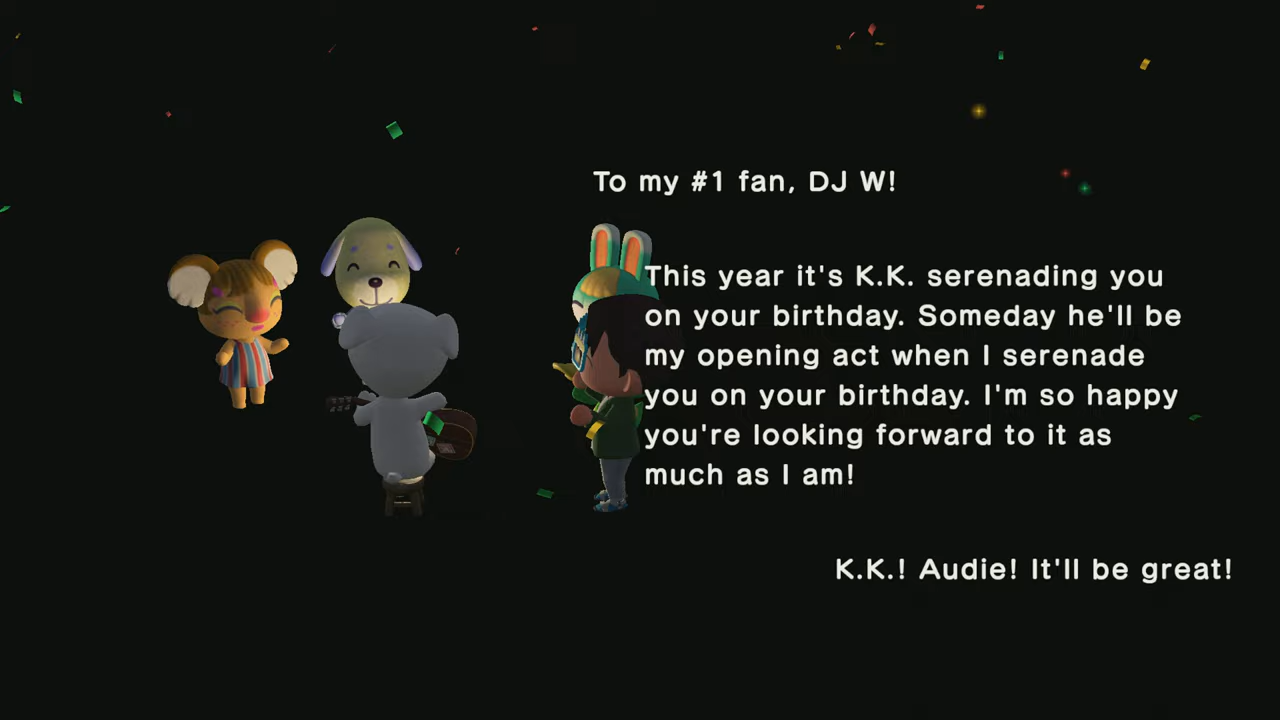 To my #1 fan, DJ W!
This year it's K.K. serenading you
on your birthday. Someday he'll be
my opening act when I serenade
you on your birthday. I'm so happy
you're looking forward to it as
much as I am!
K.K.! Audie! It'll be great!